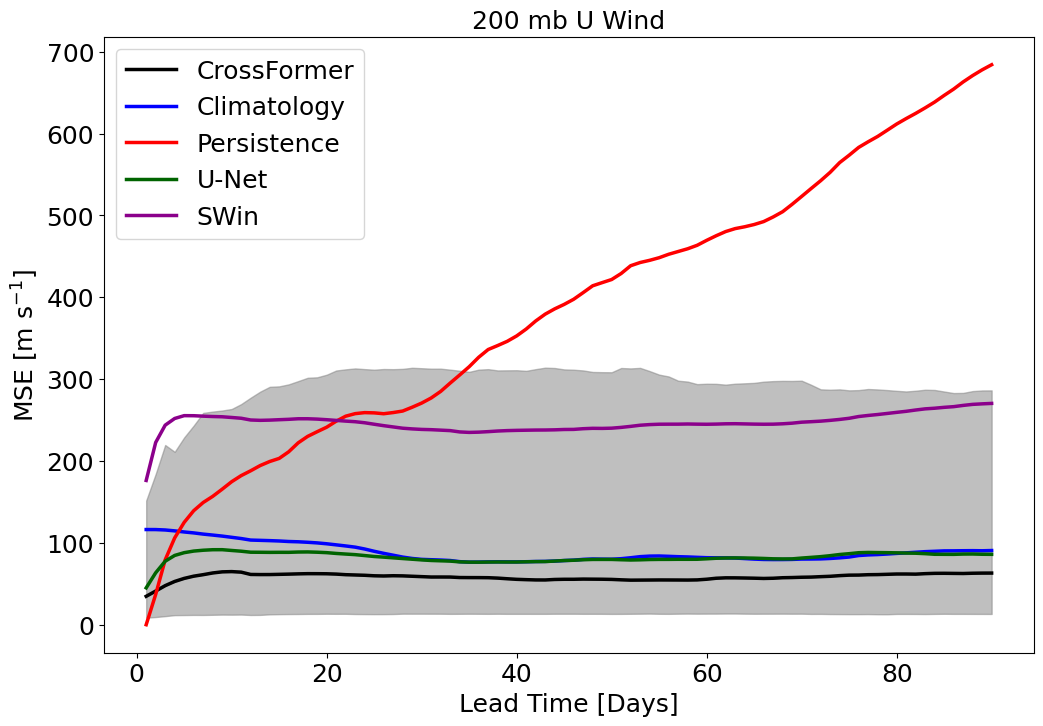 200 mb U Wind
700
600
500
400
300
200
100
0
MSE [m s⁻¹]
CrossFormer
Climatology
Persistence
U-Net
SWin
0 20 40 60 80
Lead Time [Days]